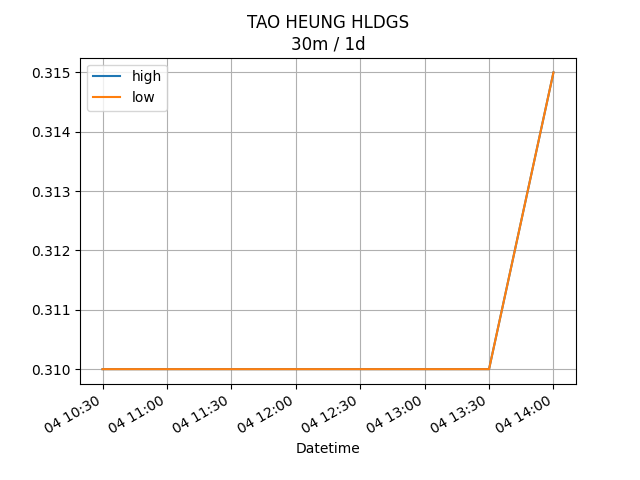 TAO HEUNG HLDGS
30m / 1d
high
low
0.315
0.314
0.313
0.312
0.311
0.310
04 10:30
04 11:00
04 11:30
04 12:00
04 12:30
04 13:00
04 13:30
04 14:00
Datetime